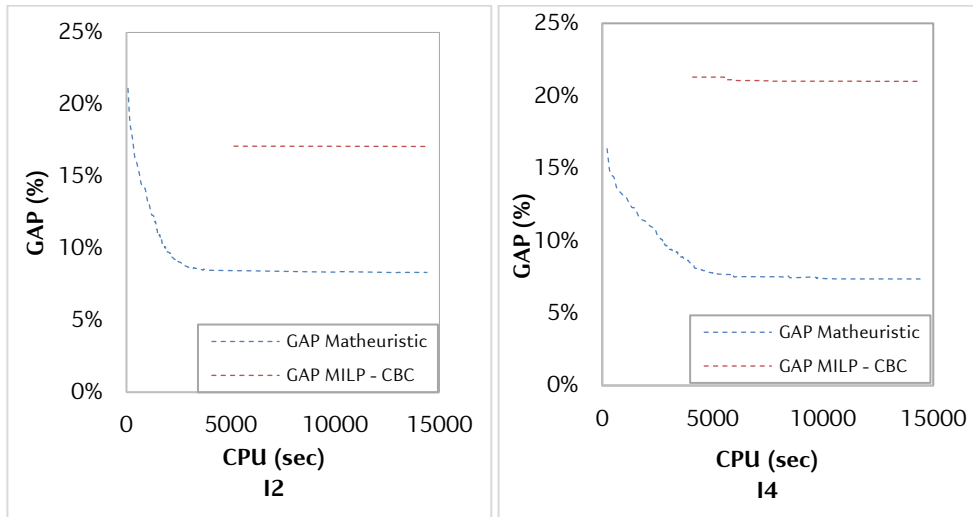 25%
20%
15%
10%
5%
0%
GAP (%)
GAP Matheuristic
GAP MILP - CBC
0 5000 10000 15000
CPU (sec)
I2
25%
20%
15%
10%
5%
0%
GAP (%)
GAP Matheuristic
GAP MILP - CBC
0 5000 10000 15000
CPU (sec)
I4